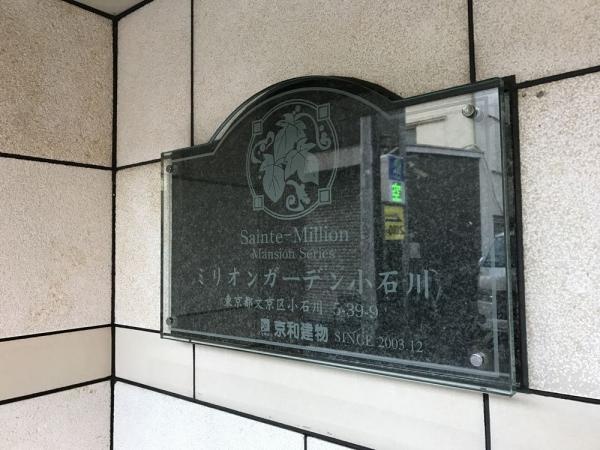 Sainte-Million
Mansion Series
ミリオンガーデン小石川
東京都文京区小石川 5-39-9
京和建物 SINCE 2003.12
空